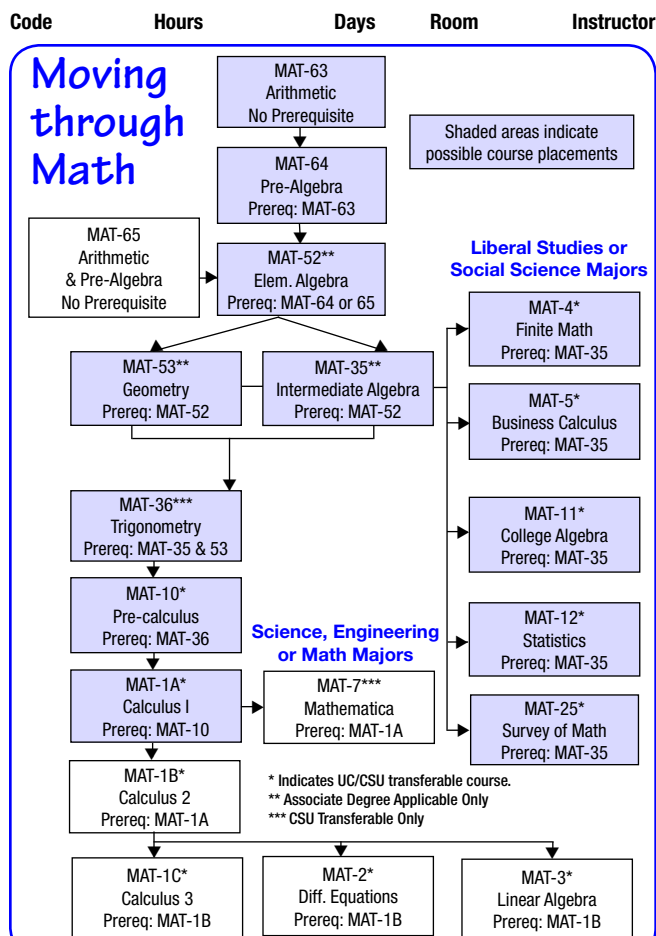 Code Hours Days Room Instructor
Moving
through
Math
MAT-63
Arithmetic
No Prerequisite
Shaded areas indicate
possible course placements
MAT-64
Pre-Algebra
Prereq: MAT-63
MAT-65
Arithmetic
& Pre-Algebra
No Prerequisite
MAT-52**
Elem. Algebra
Prereq: MAT-64 or 65
Liberal Studies or
Social Science Majors
MAT-4*
Finite Math
Prereq: MAT-35
MAT-53**
Geometry
Prereq: MAT-52
MAT-35**
Intermediate Algebra
Prereq: MAT-52
MAT-5*
Business Calculus
Prereq: MAT-35
MAT-36***
Trigonometry
Prereq: MAT-35 & 53
MAT-11*
College Algebra
Prereq: MAT-35
MAT-10*
Pre-calculus
Prereq: MAT-36
Science, Engineering
or Math Majors
MAT-12*
Statistics
Prereq: MAT-35
MAT-1A*
Calculus I
Prereq: MAT-10
MAT-7***
Mathematica
Prereq: MAT-1A
MAT-25*
Survey of Math
Prereq: MAT-35
MAT-1B*
Calculus 2
Prereq: MAT-1A
* Indicates UC/CSU transferable course.
** Associate Degree Applicable Only
*** CSU Transferable Only
MAT-1C*
Calculus 3
Prereq: MAT-1B
MAT-2*
Diff. Equations
Prereq: MAT-1B
MAT-3*
Linear Algebra
Prereq: MAT-1B